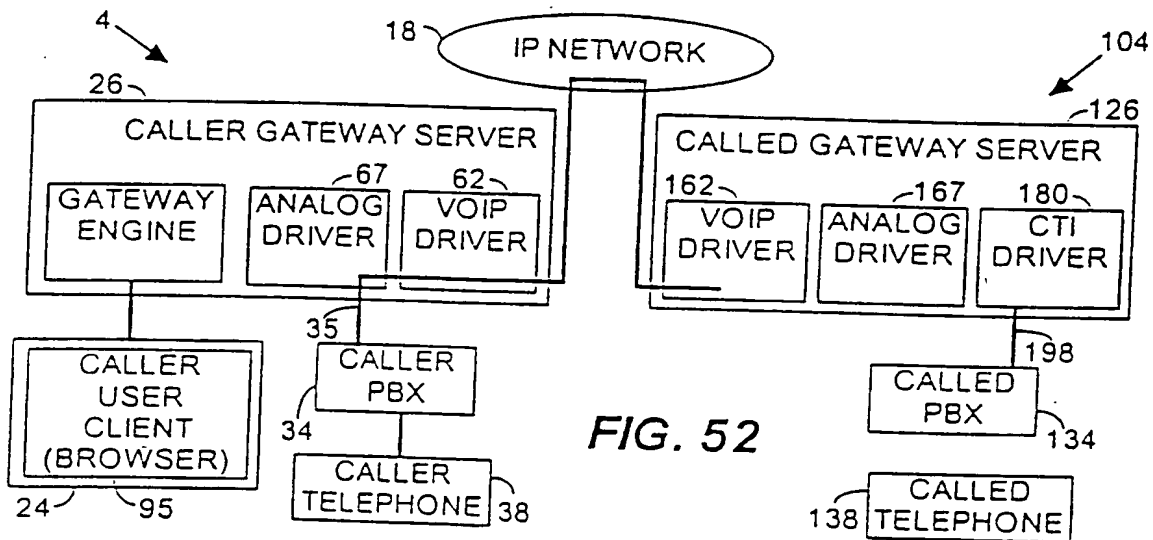 4
18
IP NETWORK
104
26
CALLER GATEWAY SERVER
GATEWAY
ENGINE
67
ANALOG
DRIVER
62
VOIP
DRIVER
126
CALLED GATEWAY SERVER
162
VOIP
DRIVER
167
ANALOG
DRIVER
180
CTI
DRIVER
35
198
CALLER
USER
CLIENT
(BROWSER)
24
95
CALLER
PBX
34
CALLER
TELEPHONE
38
FIG. 52
CALLED
PBX
134
CALLED
TELEPHONE
138